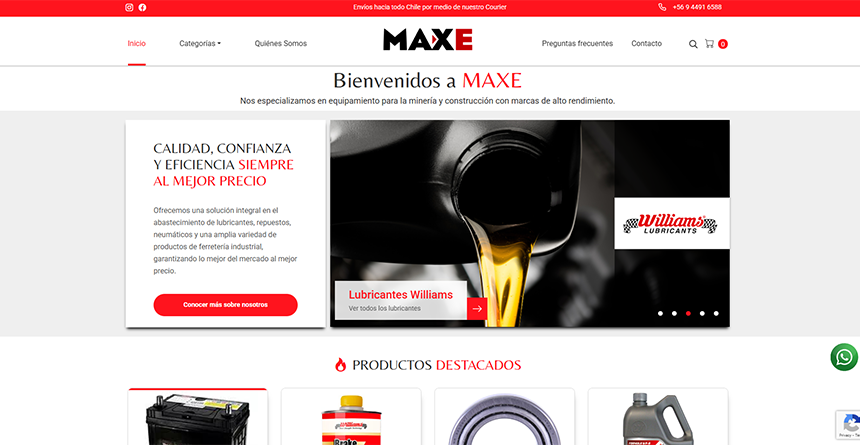 Envíos hacia todo Chile por medio de nuestro Courier
+56 9 4491 6588
Inicio
Categorías
Quiénes Somos
MAXE
Preguntas frecuentes
Contacto
0
Bienvenidos a MAXE
Nos especializamos en equipamiento para la minería y construcción con marcas de alto rendimiento.
CALIDAD, CONFIANZA
Y EFICIENCIA SIEMPRE
AL MEJOR PRECIO
Ofrecemos una solución integral en el
abastecimiento de lubricantes, repuestos,
neumáticos y una amplia variedad de
productos de ferretería industrial,
garantizando lo mejor del mercado al mejor
precio.
Conocer más sobre nosotros
Williams
LUBRICANTS
Lubricantes Williams
Ver todos los lubricantes
PRODUCTOS DESTACADOS
Williams
Brake